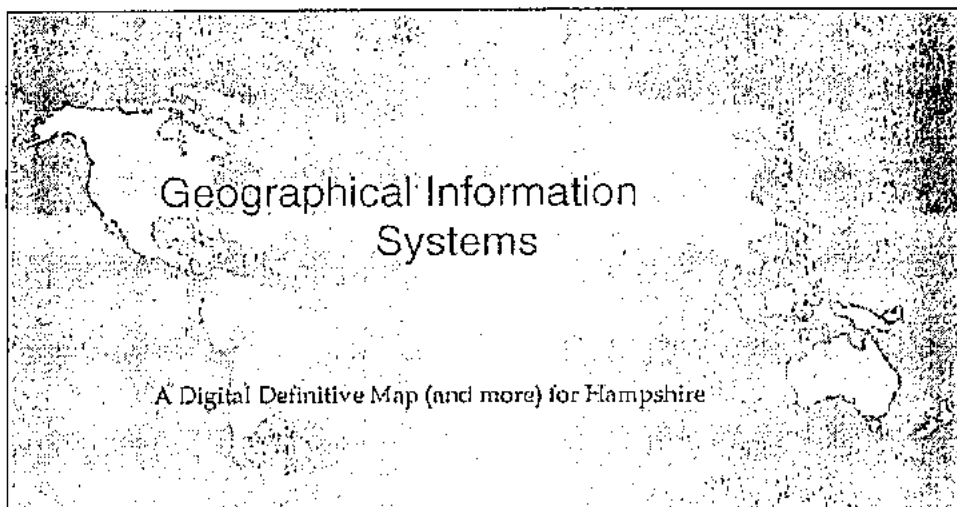 Geographical Information
Systems
A Digital Definitive Map (and more) for Hampshire